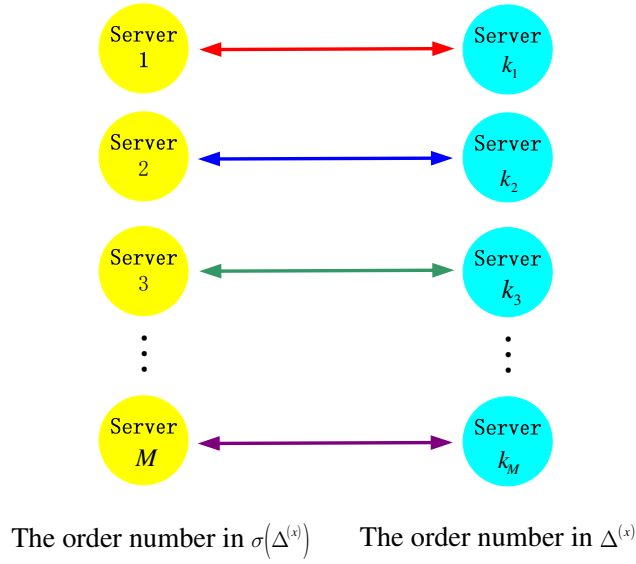 Server
1
Server
k₁
Server
2
Server
k₂
Server
3
Server
k₃
Server
M
Server
k_M
The order number in σ(Δ⁽ˣ⁾)
The order number in Δ⁽ˣ⁾